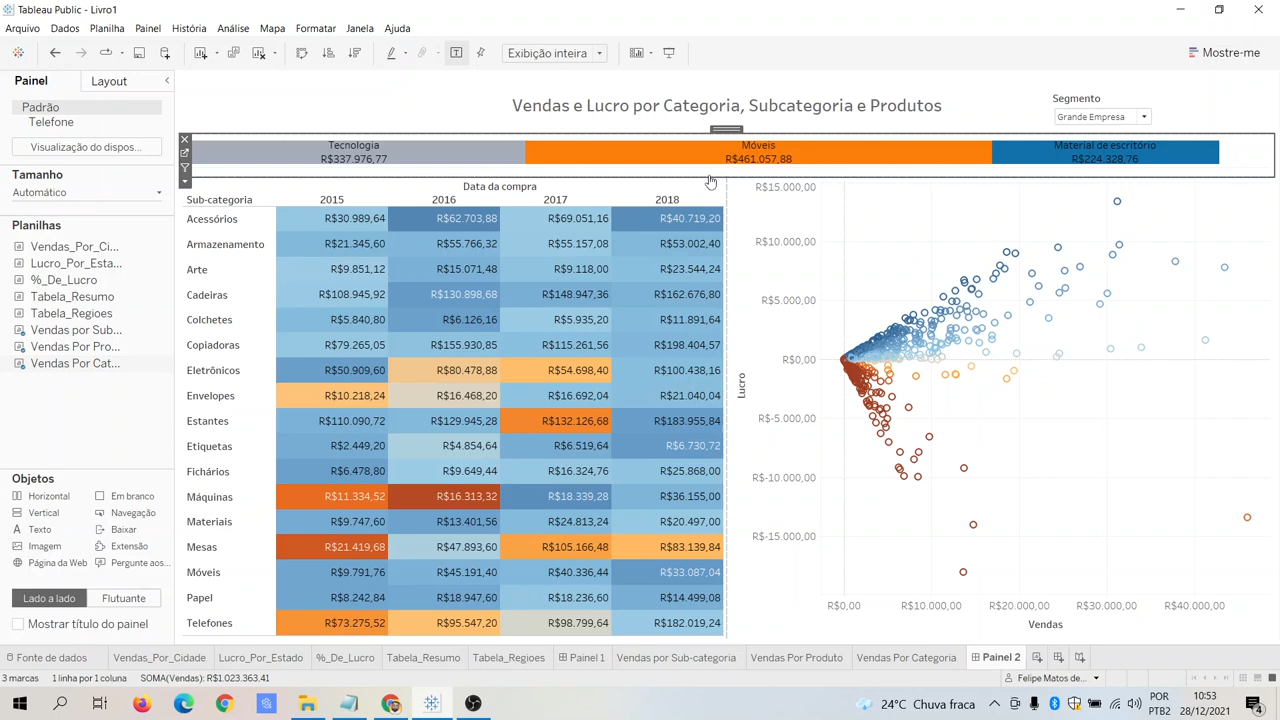 Tableau Public - Livro1
Arquivo Dados Planilha Painel História Análise Mapa Formatar Janela Ajuda
Exibição inteira
Mostre-me
Painel Layout
Padrão
Telefone
Visualização do dispos...
Tamanho
Automático
Planilhas
Vendas_Por_Ci...
Lucro_Por_Esta...
%_De_Lucro
Tabela_Resumo
Tabela_Regioes
Vendas por Sub...
Vendas Por Pro...
Vendas Por Cat...
Objetos
Horizontal Em branco
Vertical Navegação
Texto Baixar
Imagem Extensão
Página da Web Pergunte aos...
Lado a lado Flutuante
Mostrar título do painel
Vendas e Lucro por Categoria, Subcategoria e Produtos
Segmento
Grande Empresa
Tecnologia Móveis Material de escritório
R$337.976,77 R$461.057,88 R$224.328,76
Data da compra
Sub-categoria 2015 2016 2017 2018
Acessórios R$30.989,64 R$62.703,88 R$69.051,16 R$40.719,20
Armazenamento R$21.345,60 R$55.766,32 R$55.157,08 R$53.002,40
Arte R$9.851,12 R$15.071,48 R$9.118,00 R$23.544,24
Cadeiras R$108.945,92 R$130.898,68 R$148.947,36 R$162.676,80
Colchetes R$5.840,80 R$6.126,16 R$5.935,20 R$11.891,64
Copiadoras R$79.265,05 R$155.930,85 R$115.261,56 R$198.404,57
Eletrônicos R$50.909,60 R$80.478,88 R$54.698,40 R$100.438,16
Envelopes R$10.218,24 R$16.468,20 R$16.692,04 R$21.040,04
Estantes R$110.090,72 R$129.945,28 R$132.126,68 R$183.955,84
Etiquetas R$2.449,20 R$4.854,64 R$6.519,64 R$6.730,72
Fichários R$6.478,80 R$9.649,44 R$16.324,76 R$25.868,00
Máquinas R$11.334,52 R$16.313,32 R$18.339,28 R$36.155,00
Materiais R$9.747,60 R$13.401,56 R$24.813,24 R$20.497,00
Mesas R$21.419,68 R$47.893,60 R$105.166,48 R$83.139,84
Móveis R$9.791,76 R$45.191,40 R$40.336,44 R$33.087,04
Papel R$8.242,84 R$18.947,60 R$18.236,60 R$14.499,08
Telefones R$73.275,52 R$95.547,20 R$98.799,64 R$182.019,24
R$15.000,00
R$10.000,00
R$5.000,00
R$0,00
R$-5.000,00
R$-10.000,00
R$-15.000,00
Lucro
R$0,00 R$10.000,00 R$20.000,00 R$30.000,00 R$40.000,00
Vendas
Fonte de dados Vendas_Por_Cidade Lucro_Por_Estado %_De_Lucro Tabela_Resumo Tabela_Regioes Painel 1 Vendas por Sub-categoria Vendas Por Produto Vendas Por Categoria Painel 2
3 marcas 1 linha por 1 coluna SOMA(Vendas): R$1.023.363,41
Felipe Matos de...
24°C Chuva fraca
POR
PTB2
10:53
28/12/2021
4